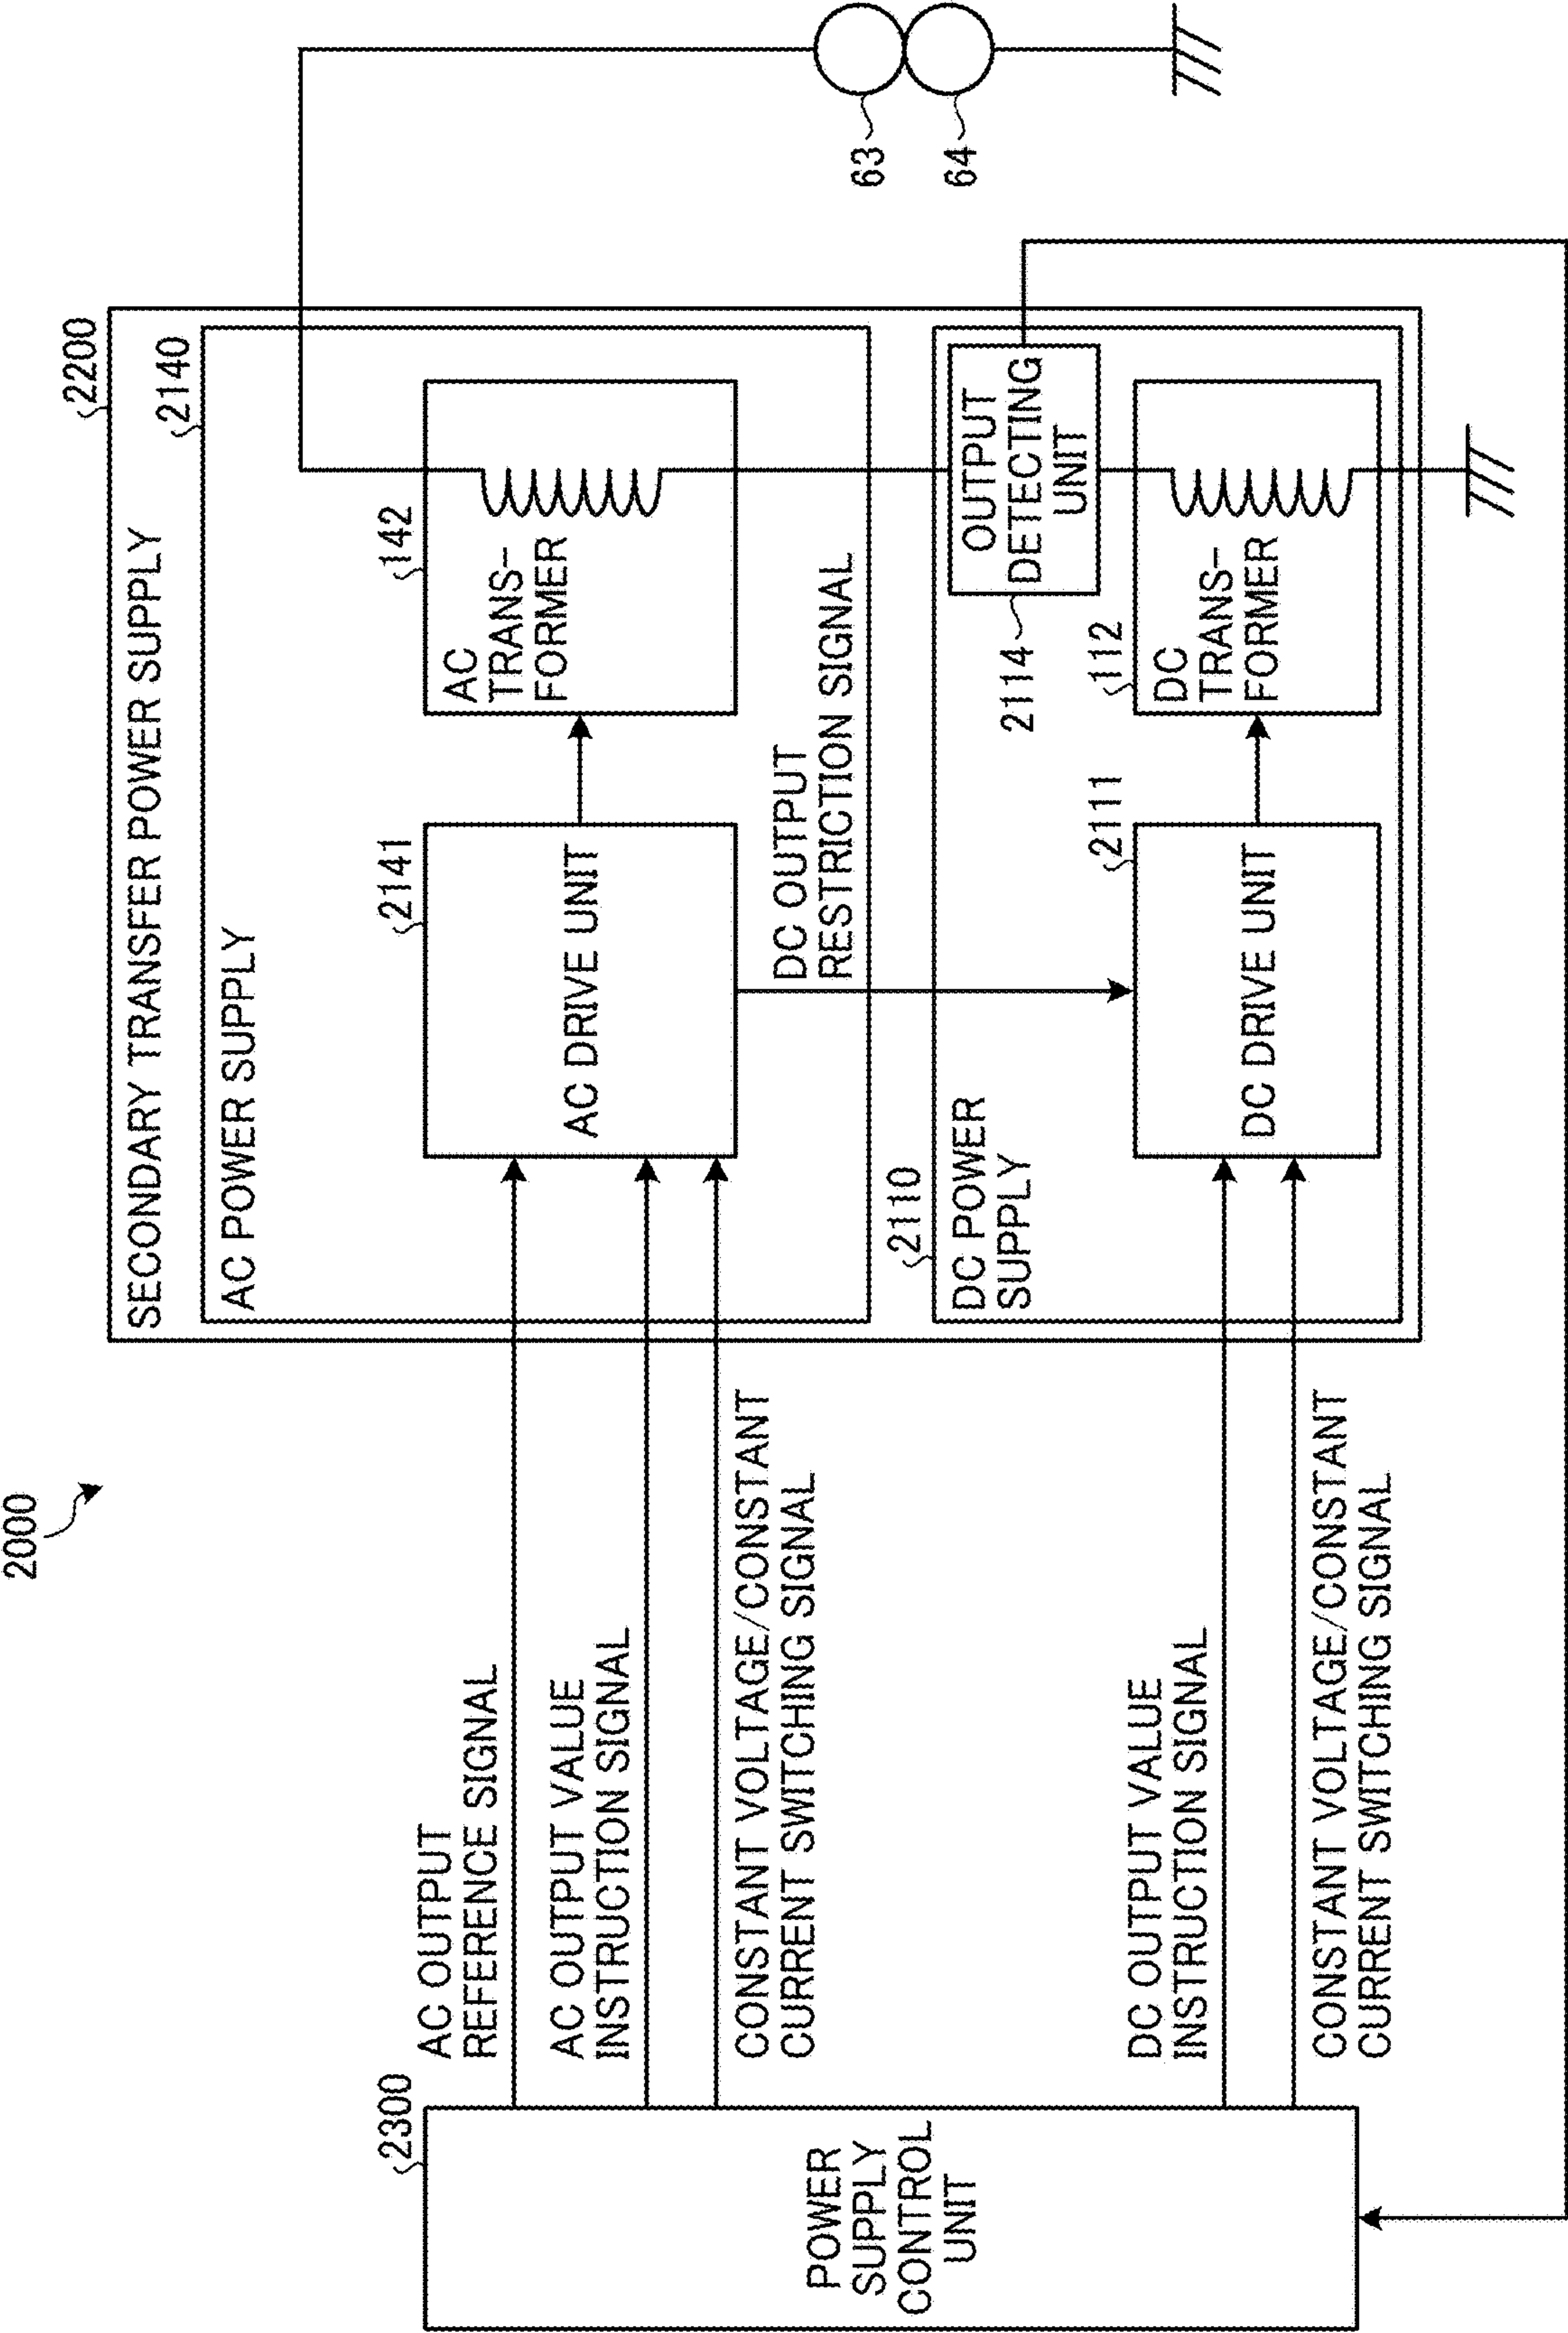 2000
2200
SECONDARY TRANSFER POWER SUPPLY
2140
AC POWER SUPPLY
2300
POWER
SUPPLY
CONTROL
UNIT
AC OUTPUT
REFERENCE SIGNAL
AC OUTPUT VALUE
INSTRUCTION SIGNAL
CONSTANT VOLTAGE/CONSTANT
CURRENT SWITCHING SIGNAL
DC OUTPUT VALUE
INSTRUCTION SIGNAL
CONSTANT VOLTAGE/CONSTANT
CURRENT SWITCHING SIGNAL
2141
AC DRIVE UNIT
142
AC
TRANS-
FORMER
DC OUTPUT
RESTRICTION SIGNAL
2110
DC POWER
SUPPLY
2111
DC DRIVE UNIT
2114
OUTPUT
DETECTING
UNIT
112
DC
TRANS-
FORMER
63
64